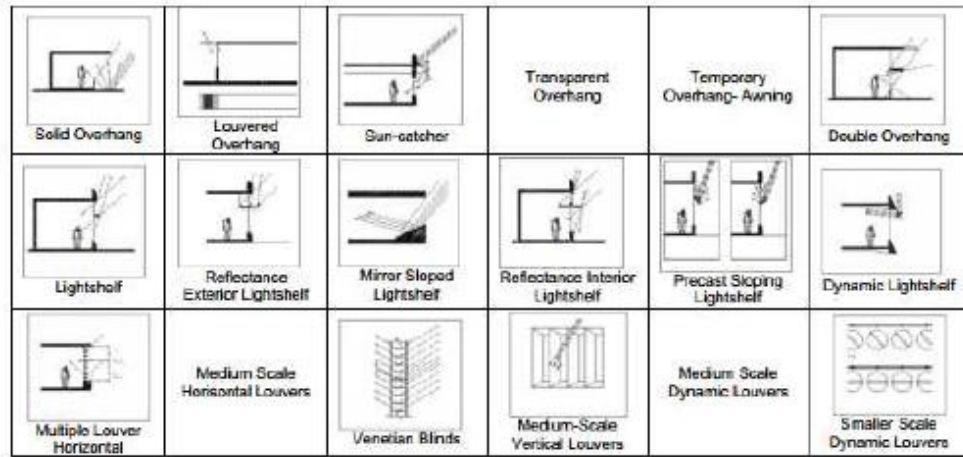 Solid Overhang
Louvered
Overhang
Sun-catcher
Transparent
Overhang
Temporary
Overhang- Awning
Double Overhang
Lightshelf
Reflectance
Exterior Lightshelf
Mirror Sloped
Lightshelf
Reflectance Interior
Lightshelf
Precast Sloping
Lightshelf
Dynamic Lightshelf
Multiple Louver
Horizontal
Medium Scale
Horisontal Louvers
Venetian Blinds
Medium-Scale
Vertical Louvers
Medium Scale
Dynamic Louvers
Smaller Scale
Dynamic Louvers